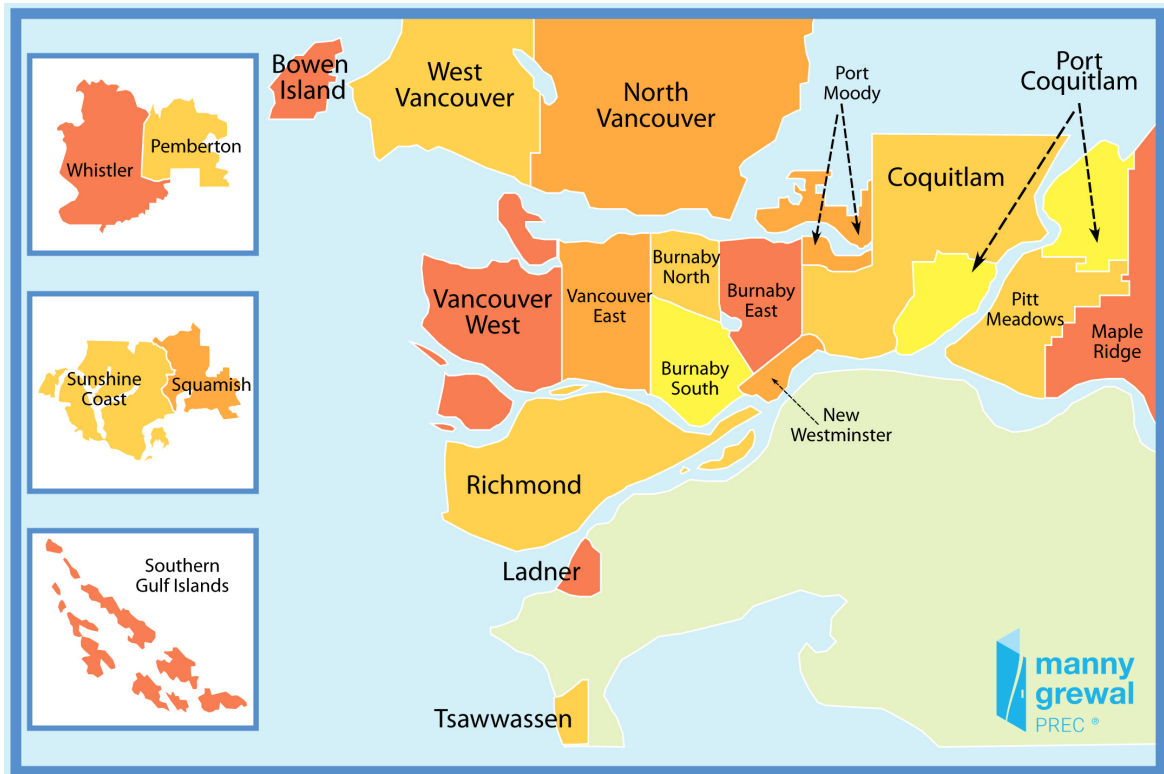 Bowen
Island
West
Vancouver
North
Vancouver
Port
Moody
Port
Coquitlam
Whistler
Pemberton
Coquitlam
Burnaby
North
Vancouver
West
Vancouver
East
Burnaby
East
Pitt
Meadows
Maple
Ridge
Burnaby
South
Sunshine
Coast
Squamish
New
Westminster
Richmond
Southern
Gulf Islands
Ladner
Tsawwassen
manny
grewal
PREC ®